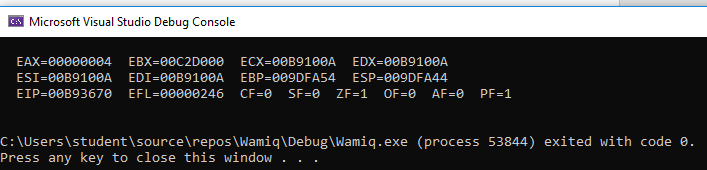 Microsoft Visual Studio Debug Console
EAX=00000004 EBX=00C2D000 ECX=00B9100A EDX=00B9100A
ESI=00B9100A EDI=00B9100A EBP=009DFA54 ESP=009DFA44
EIP=00B93670 EFL=00000246 CF=0 SF=0 ZF=1 OF=0 AF=0 PF=1
C:\Users\student\source\repos\Wamiq\Debug\Wamiq.exe (process 53844) exited with code 0.
Press any key to close this window . . .